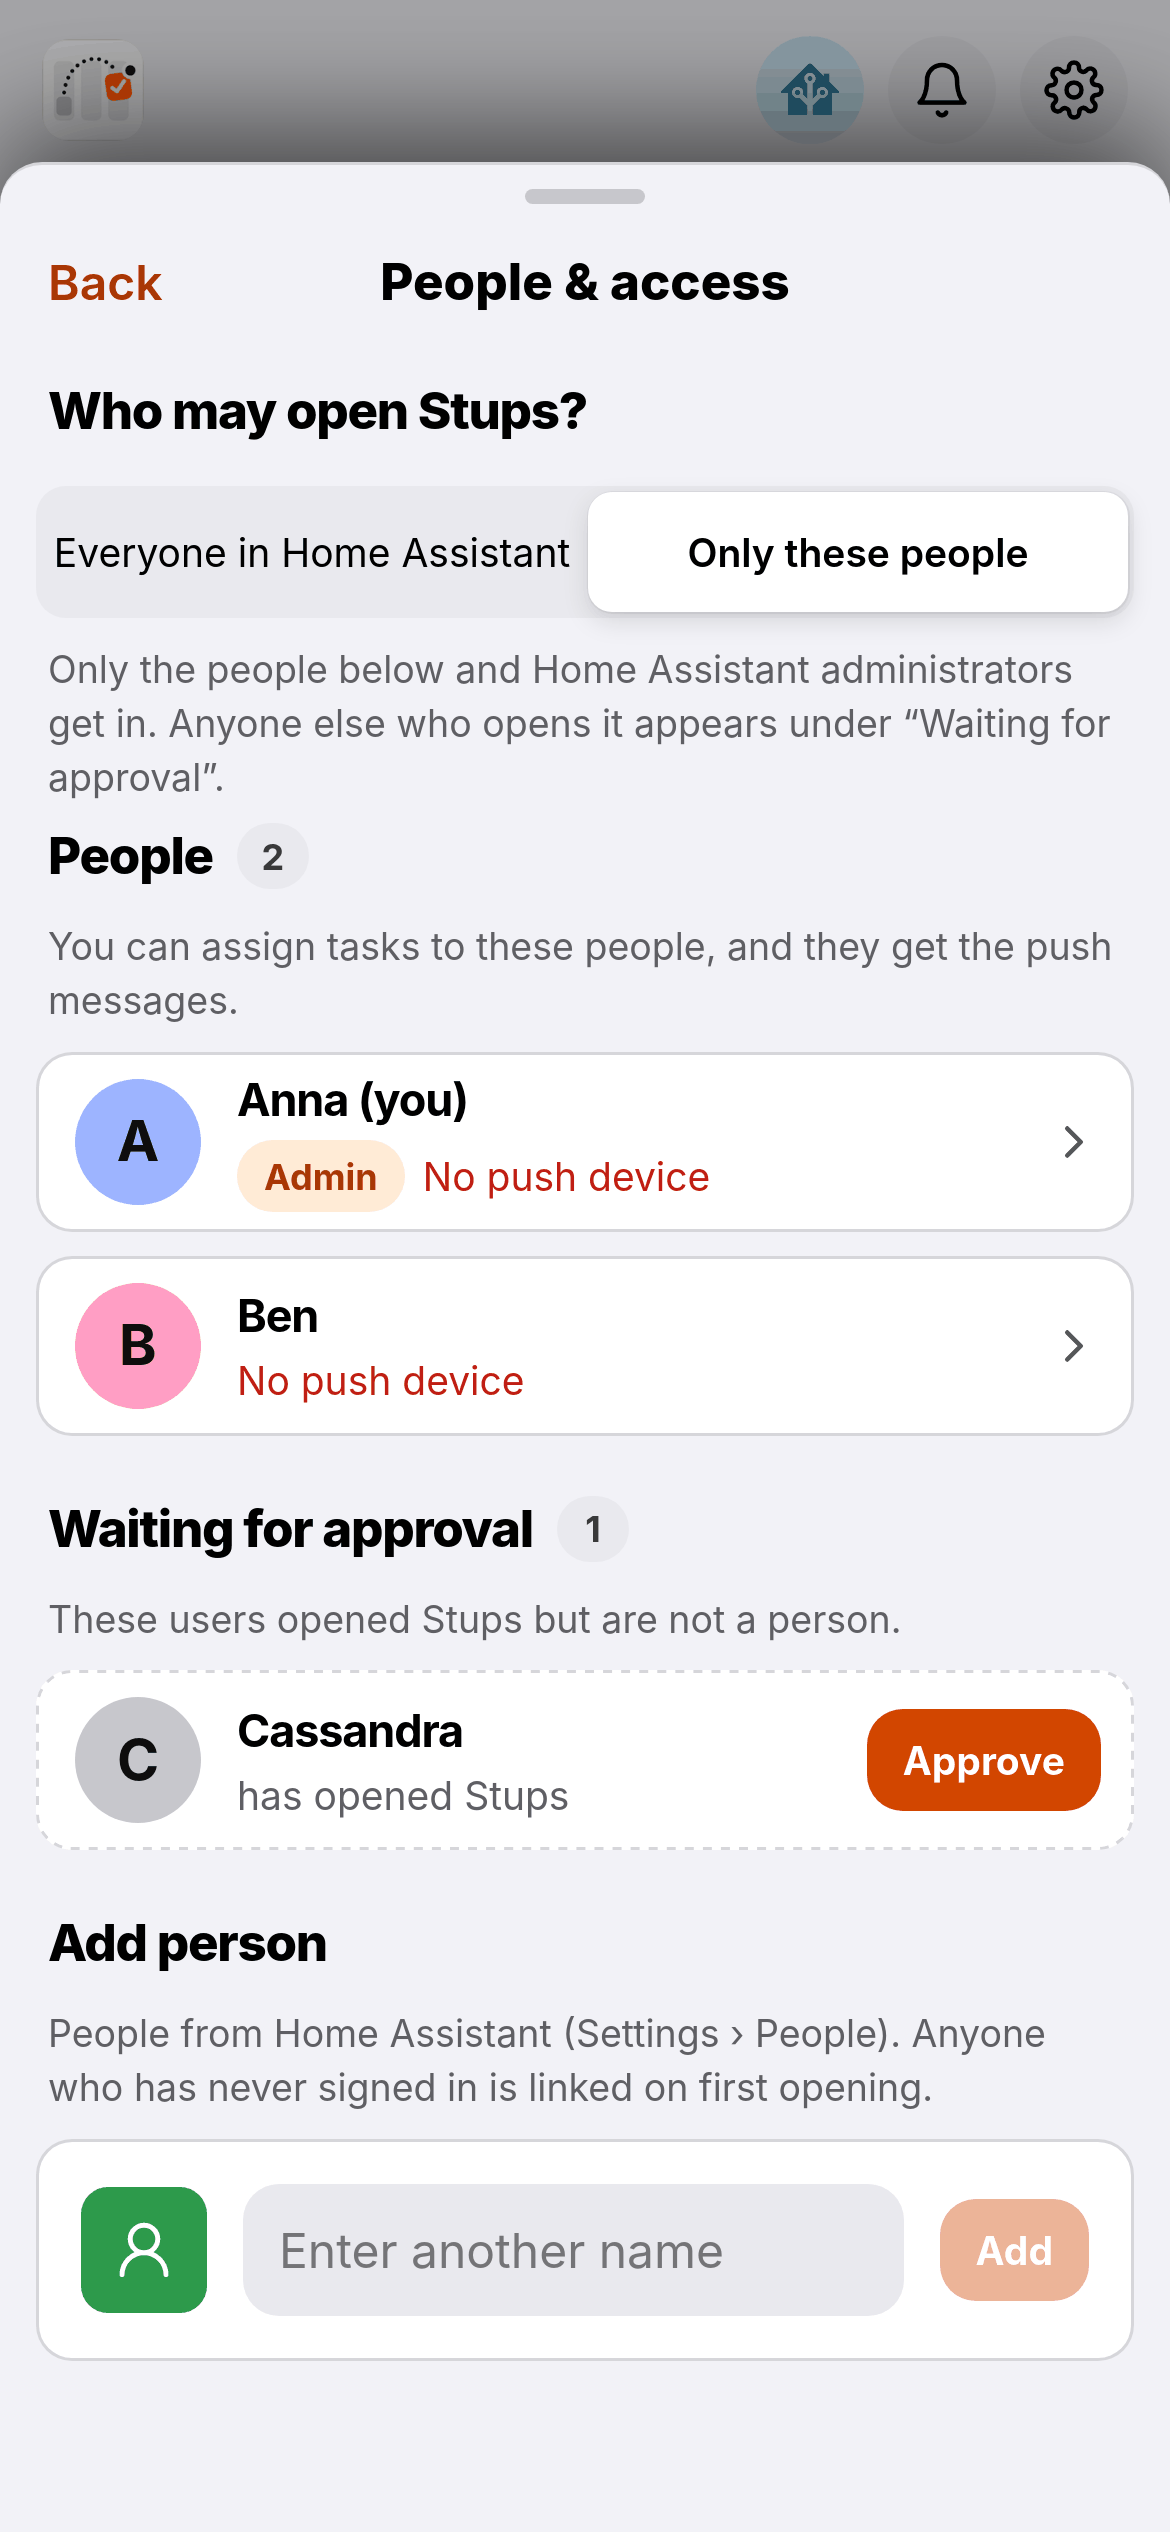 Back
People & access
Who may open Stups?
Everyone in Home Assistant
Only these people
Only the people below and Home Assistant administrators
get in. Anyone else who opens it appears under “Waiting for
approval”.
People 2
You can assign tasks to these people, and they get the push
messages.
A
Anna (you)
Admin No push device
B
Ben
No push device
Waiting for approval 1
These users opened Stups but are not a person.
C
Cassandra
has opened Stups
Approve
Add person
People from Home Assistant (Settings › People). Anyone
who has never signed in is linked on first opening.
Enter another name
Add